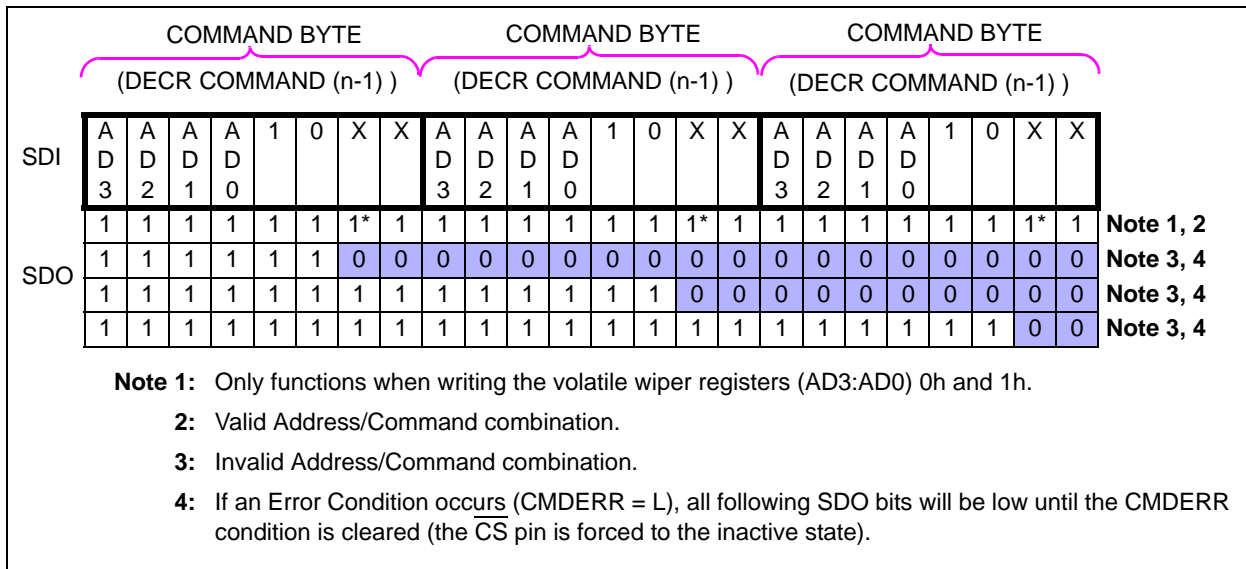 COMMAND BYTE COMMAND BYTE COMMAND BYTE
(DECR COMMAND (n-1) ) (DECR COMMAND (n-1) ) (DECR COMMAND (n-1) )
SDI
A A A A 1 0 X X A A A A 1 0 X X A A A A 1 0 X X
D D D D D D D D D D D D
3 2 1 0 3 2 1 0 3 2 1 0
SDO
1 1 1 1 1 1 1* 1 1 1 1 1 1 1 1* 1 1 1 1 1 1 1 1* 1 Note 1, 2
1 1 1 1 1 1 0 0 0 0 0 0 0 0 0 0 0 0 0 0 0 0 0 0 Note 3, 4
1 1 1 1 1 1 1 1 1 1 1 1 1 1 0 0 0 0 0 0 0 0 0 0 Note 3, 4
1 1 1 1 1 1 1 1 1 1 1 1 1 1 1 1 1 1 1 1 1 1 0 0 Note 3, 4
Note 1: Only functions when writing the volatile wiper registers (AD3:AD0) 0h and 1h.
2: Valid Address/Command combination.
3: Invalid Address/Command combination.
4: If an Error Condition occurs (CMDERR = L), all following SDO bits will be low until the CMDERR
condition is cleared (the CS pin is forced to the inactive state).